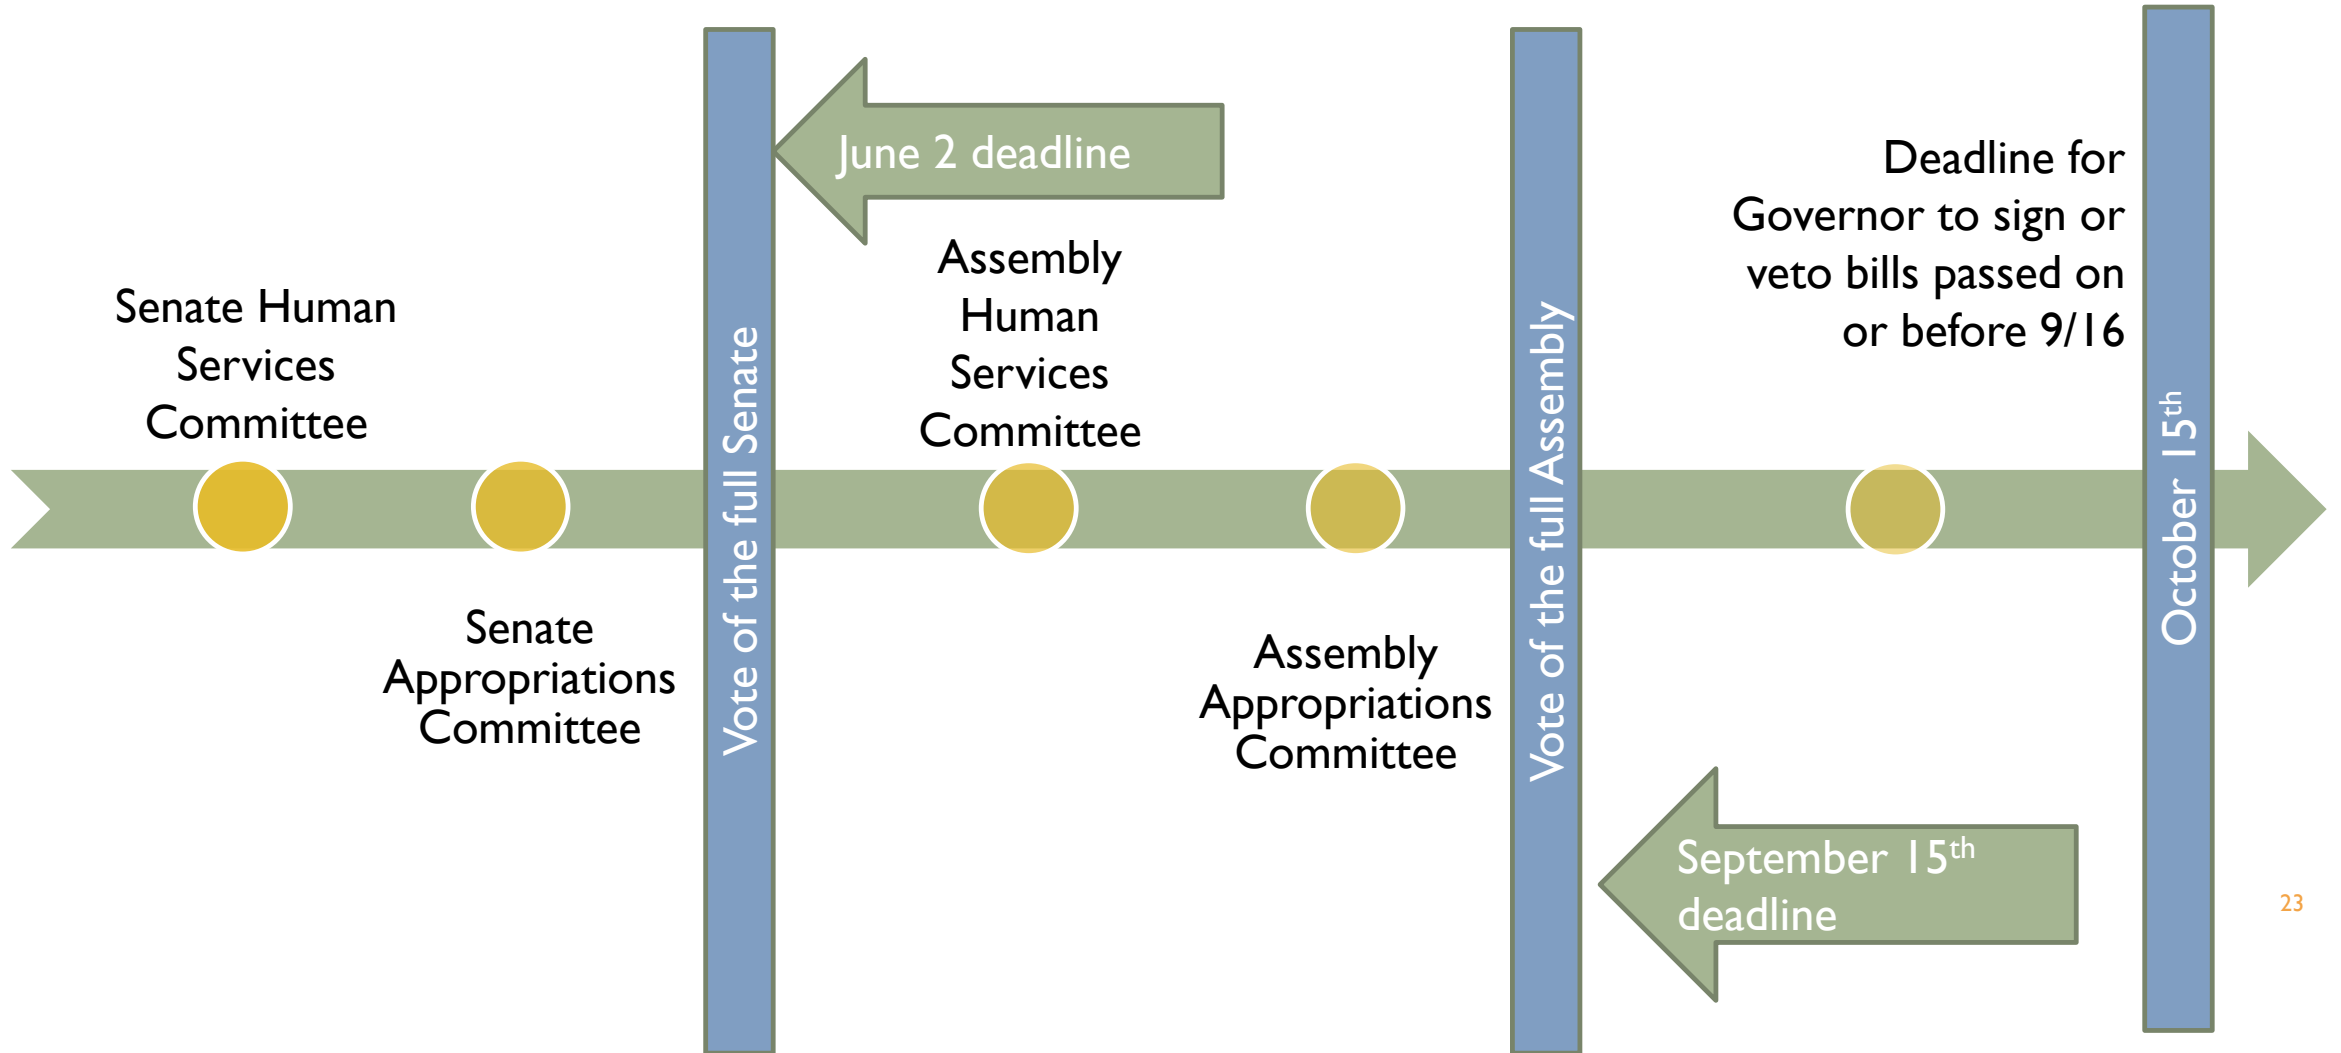 Senate Human
Services
Committee
Senate
Appropriations
Committee
Vote of the full Senate
June 2 deadline
Assembly
Human
Services
Committee
Assembly
Appropriations
Committee
Vote of the full Assembly
September 15th
deadline
Deadline for
Governor to sign or
veto bills passed on
or before 9/16
October 15th
23